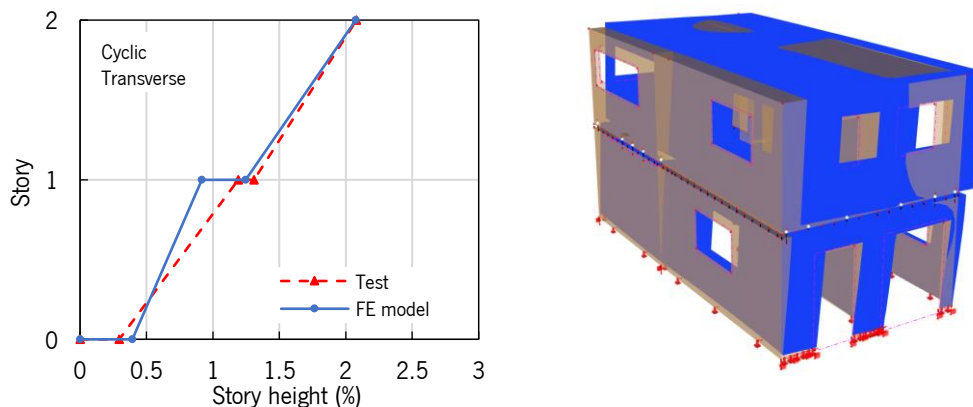 2
Cyclic
Transverse
Story
1
Test
FE model
0
0 0.5 1 1.5 2 2.5 3
Story height (%)